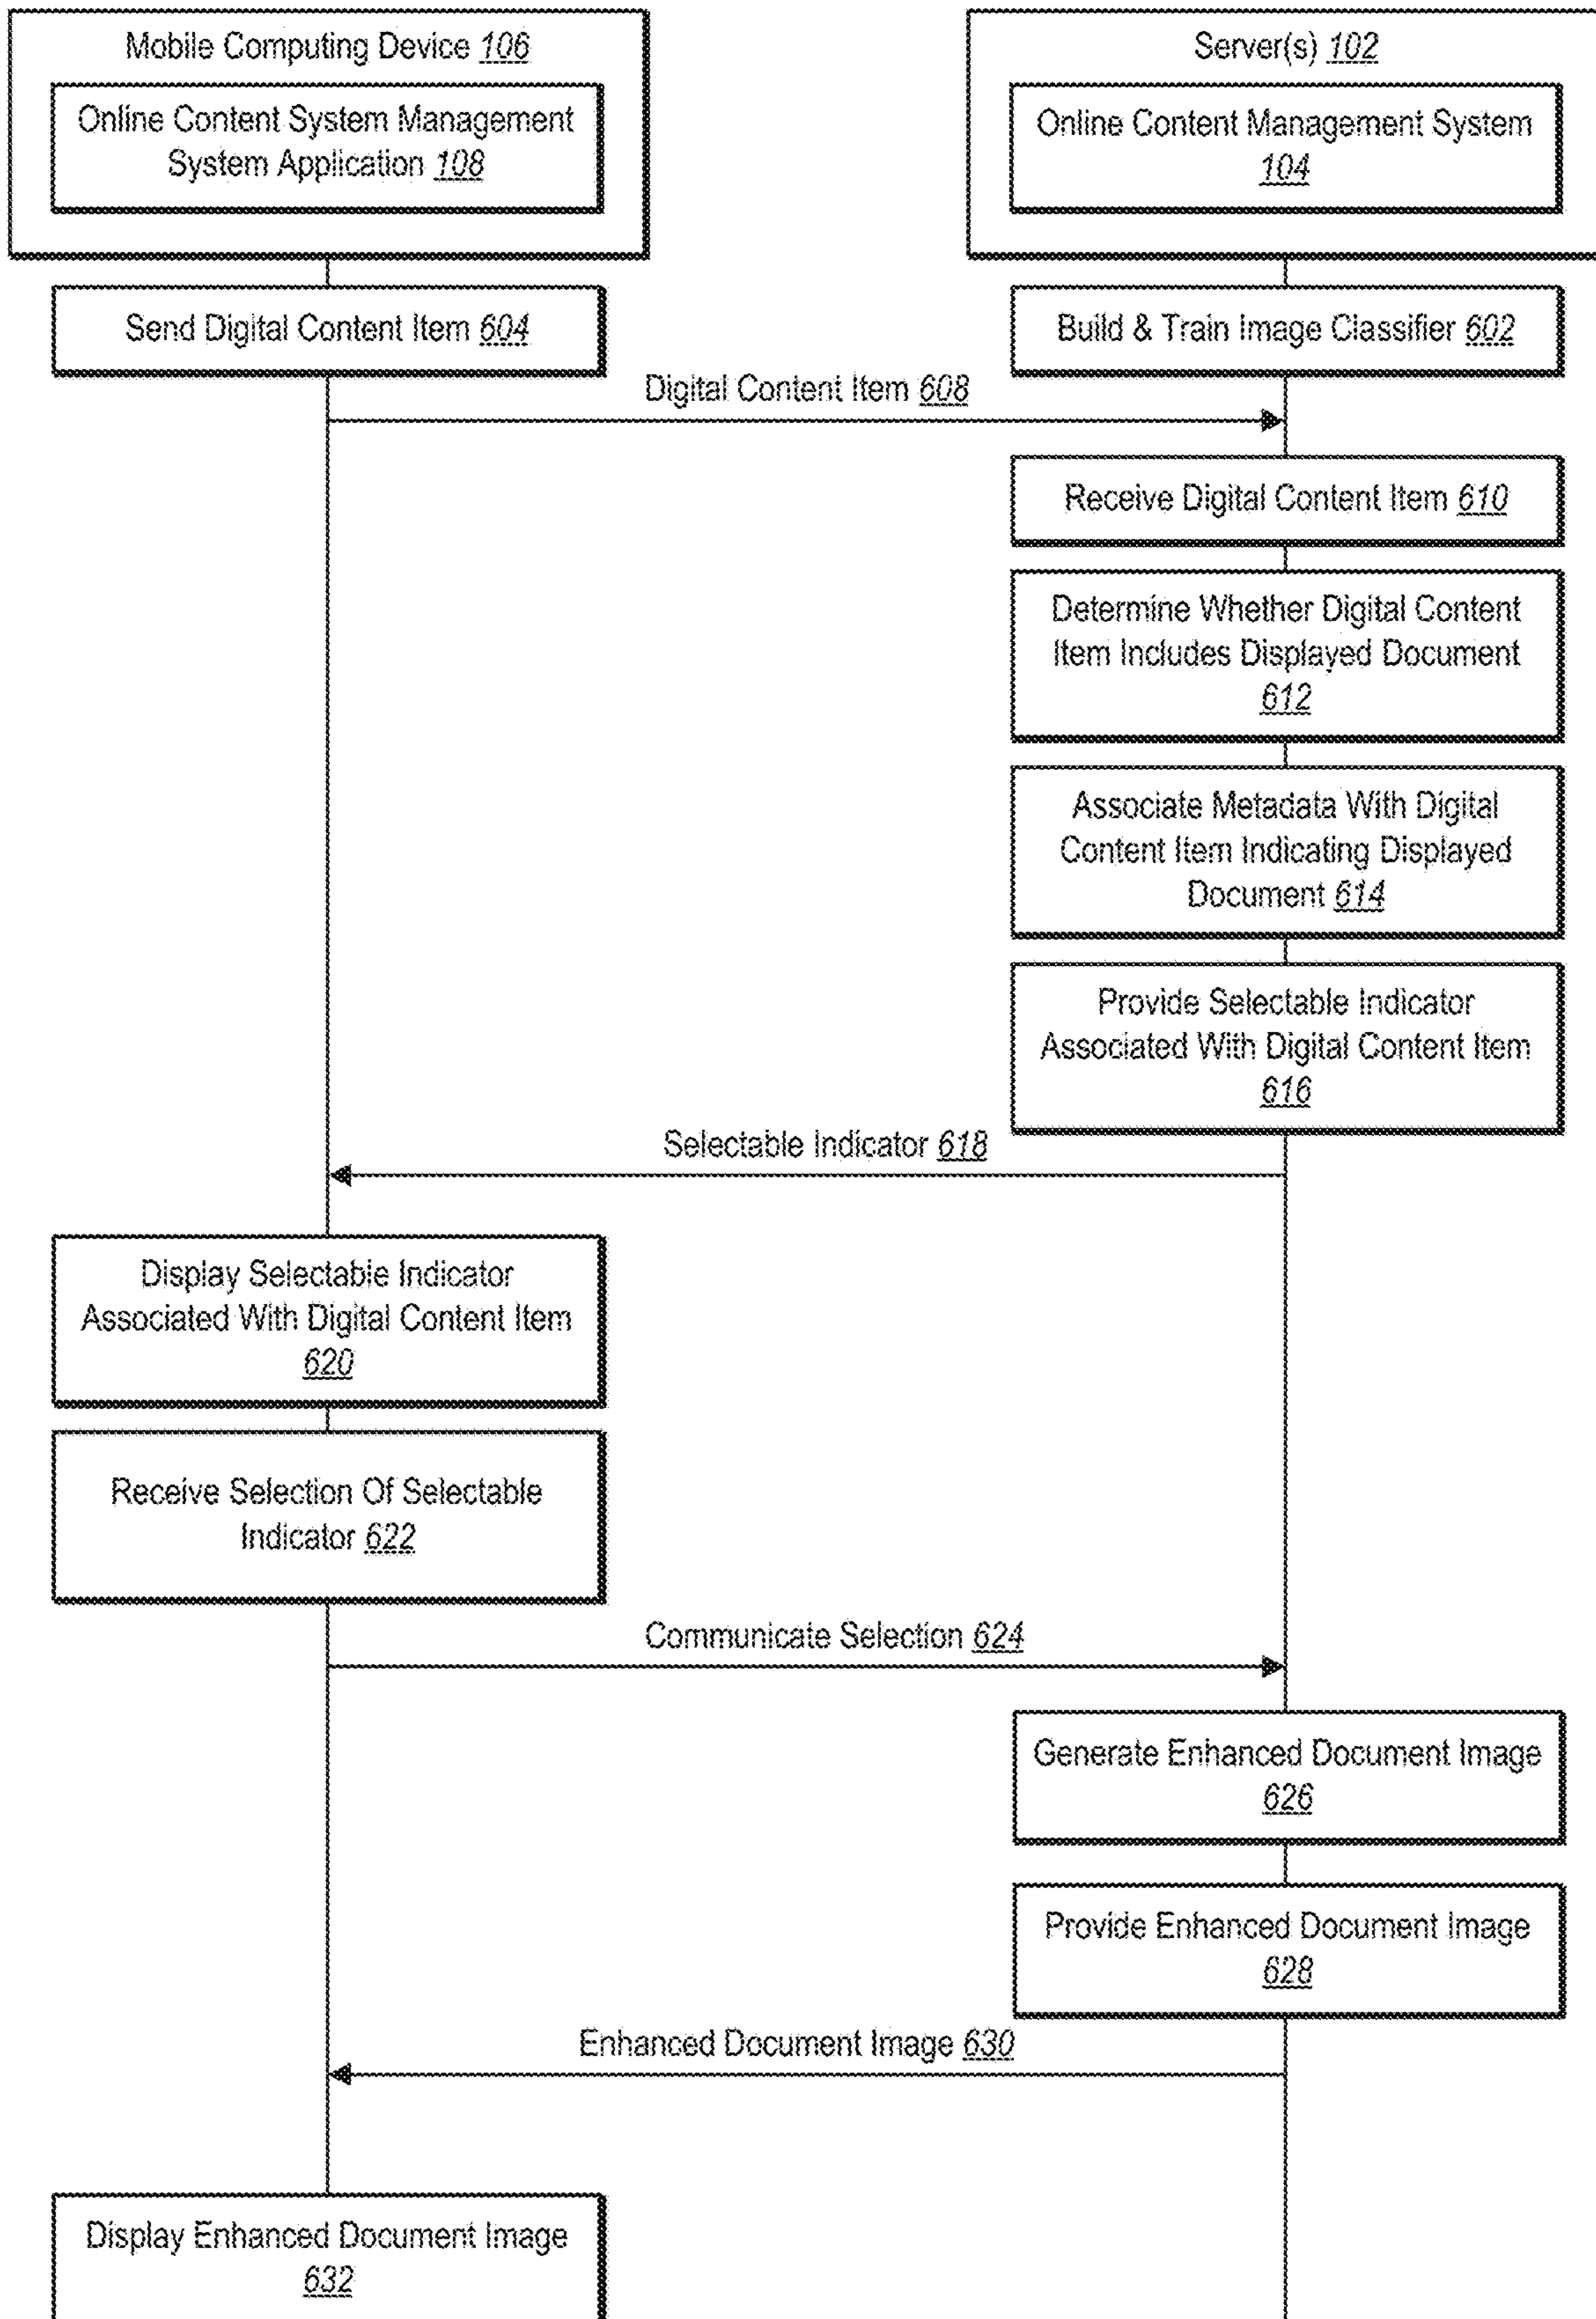 Mobile Computing Device 106
Online Content System Management
System Application 108
Server(s) 102
Online Content Management System
104
Send Digital Content Item 604
Build & Train Image Classifier 602
Digital Content Item 608
Receive Digital Content Item 610
Determine Whether Digital Content
Item Includes Displayed Document
612
Associate Metadata With Digital
Content Item Indicating Displayed
Document 614
Provide Selectable Indicator
Associated With Digital Content Item
616
Selectable Indicator 618
Display Selectable Indicator
Associated With Digital Content Item
620
Receive Selection Of Selectable
Indicator 622
Communicate Selection 624
Generate Enhanced Document Image
626
Provide Enhanced Document Image
628
Enhanced Document Image 630
Display Enhanced Document Image
632